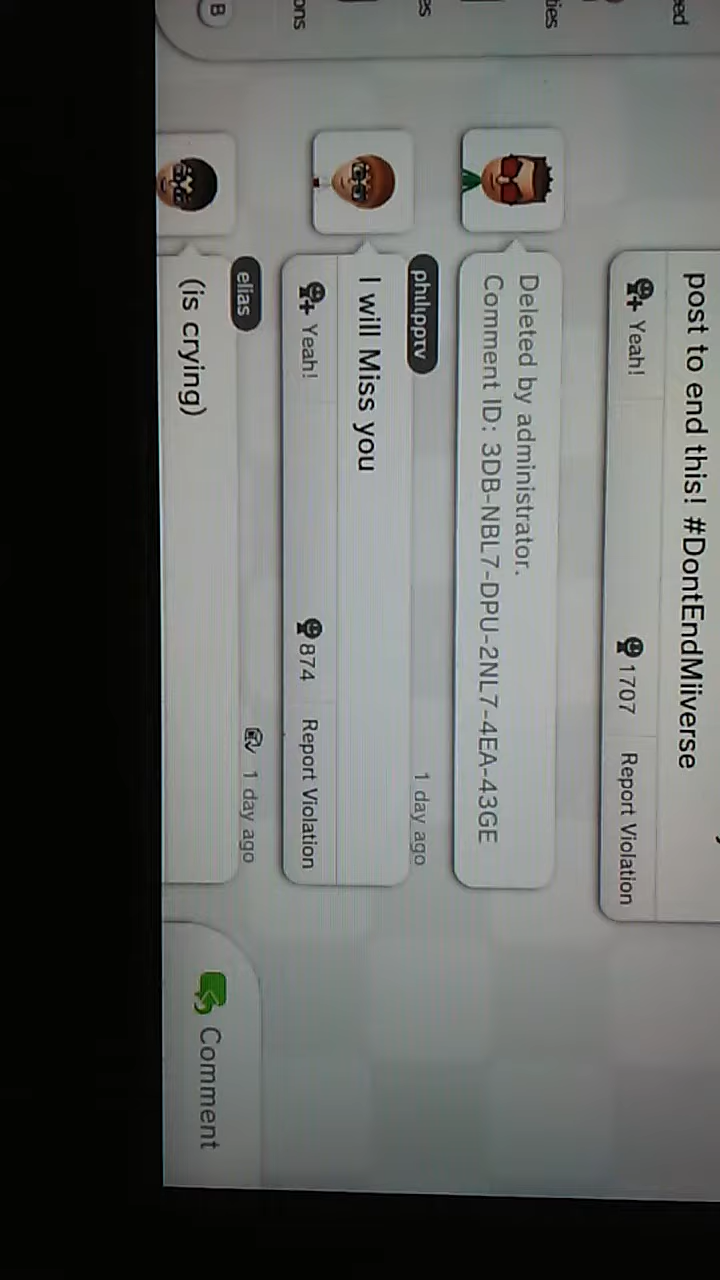 post to end this! #DontEndMiiverse
Yeah! 1707 Report Violation
Deleted by administrator.
Comment ID: 3DB-NBL7-DPU-2NL7-4EA-43GE
philipptv 1 day ago
I will Miss you
Yeah! 874 Report Violation
elias 1 day ago
(is crying)
Comment
B